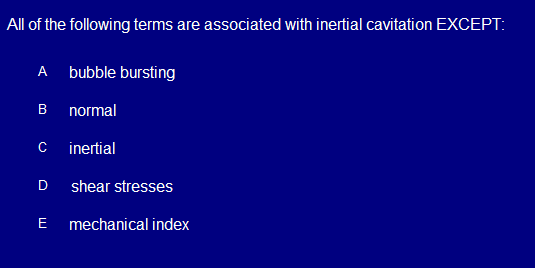 All of the following terms are associated with inertial cavitation EXCEPT:
A bubble bursting
B normal
C inertial
D shear stresses
E mechanical index